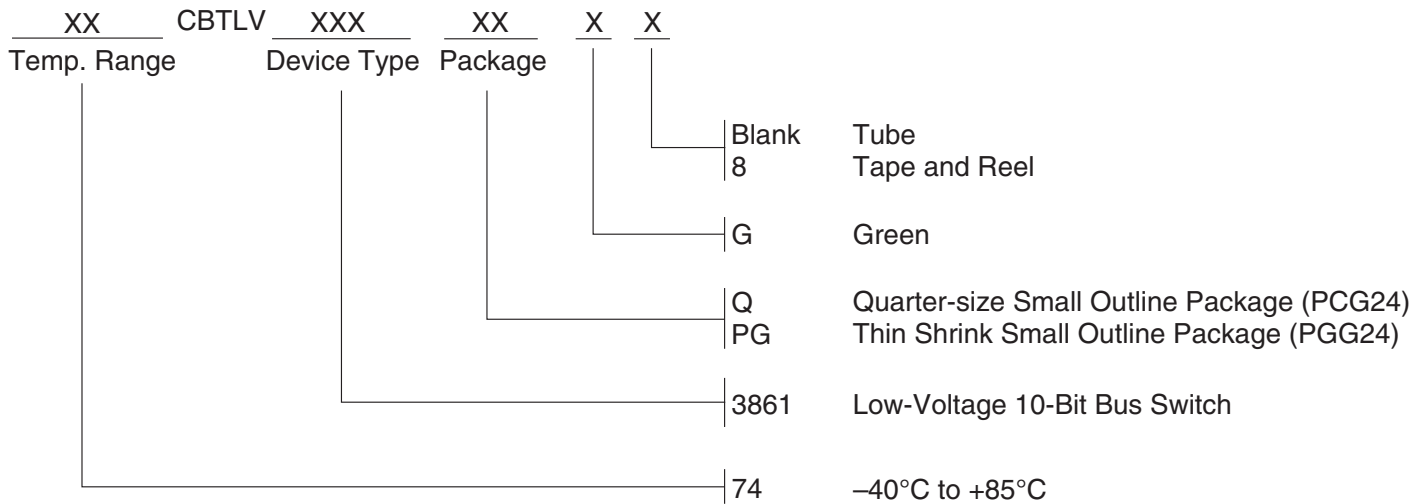 XX CBTLV XXX XX X X
Temp. Range Device Type Package
Blank Tube
8 Tape and Reel
G Green
Q Quarter-size Small Outline Package (PCG24)
PG Thin Shrink Small Outline Package (PGG24)
3861 Low-Voltage 10-Bit Bus Switch
74 –40°C to +85°C